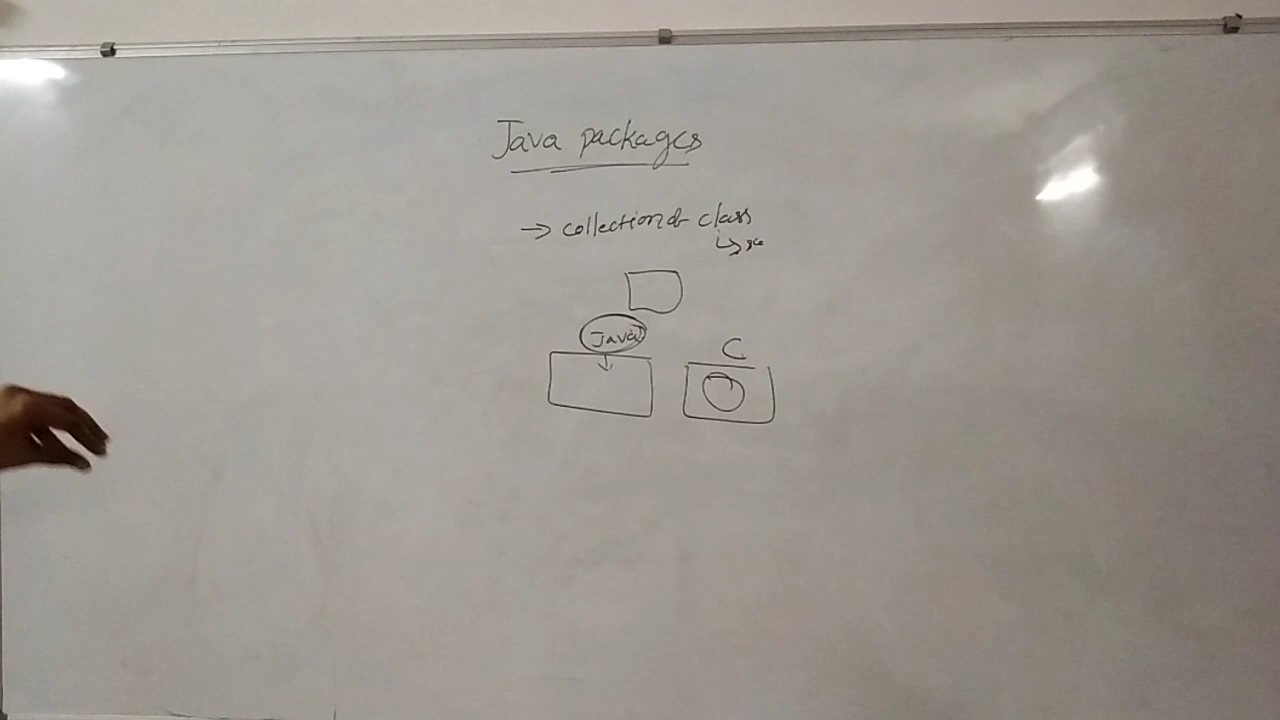 Java packages
→ collection of class
Java
C